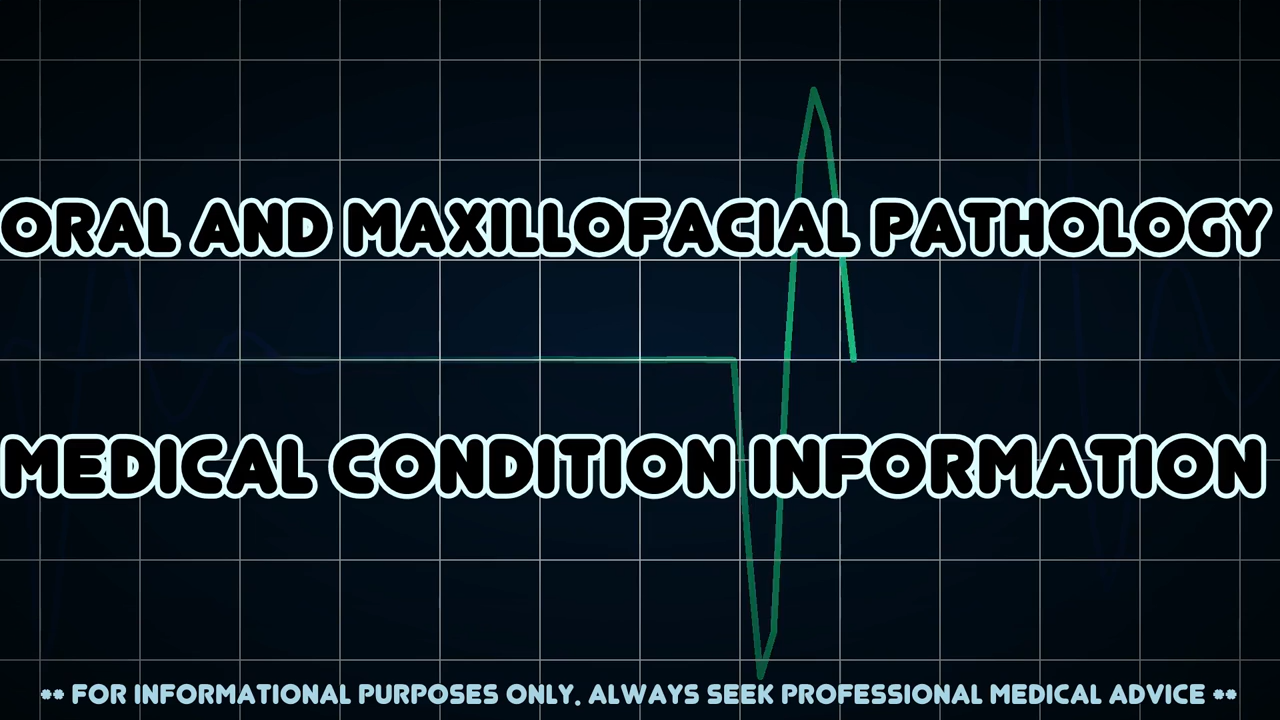 ORAL AND MAXILLOFACIAL PATHOLOGY
MEDICAL CONDITION INFORMATION
** FOR INFORMATIONAL PURPOSES ONLY. ALWAYS SEEK PROFESSIONAL MEDICAL ADVICE **